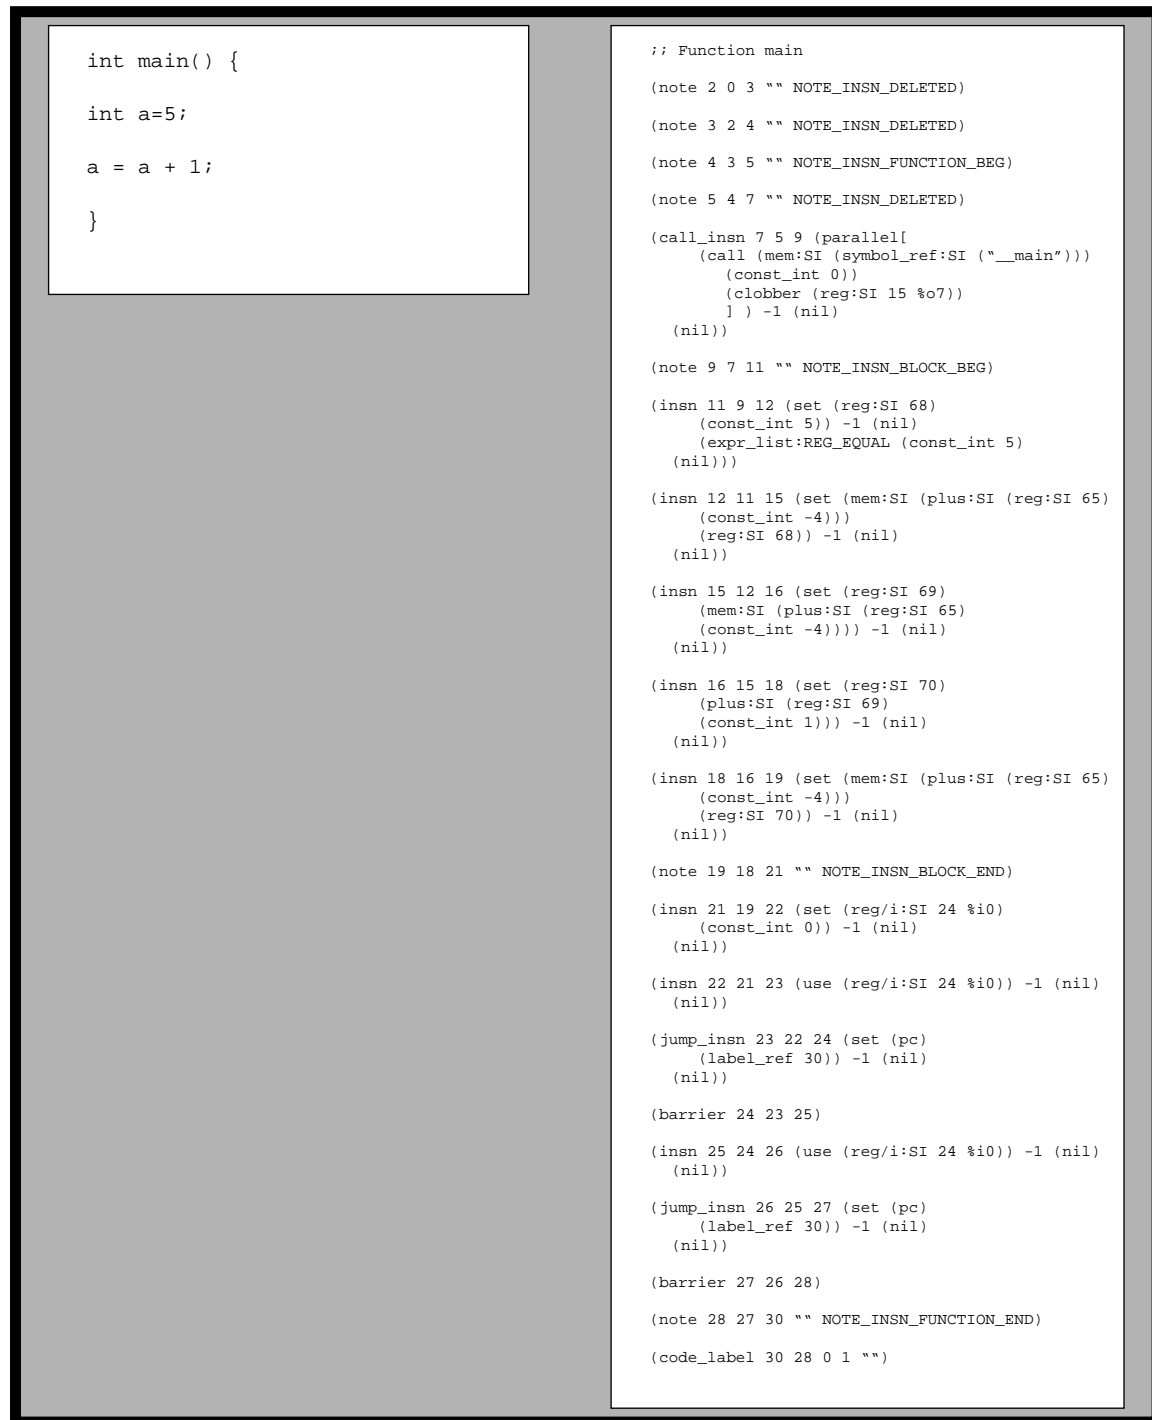 int main() {
int a=5;
a = a + 1;
}
;; Function main
(note 2 0 3 “" NOTE_INSN_DELETED)
(note 3 2 4 “" NOTE_INSN_DELETED)
(note 4 3 5 “" NOTE_INSN_FUNCTION_BEG)
(note 5 4 7 “" NOTE_INSN_DELETED)
(call_insn 7 5 9 (parallel[
(call (mem:SI (symbol_ref:SI (“__main”)))
(const_int 0))
(clobber (reg:SI 15 %o7))
] ) -1 (nil)
(nil))
(note 9 7 11 “" NOTE_INSN_BLOCK_BEG)
(insn 11 9 12 (set (reg:SI 68)
(const_int 5)) -1 (nil)
(expr_list:REG_EQUAL (const_int 5)
(nil)))
(insn 12 11 15 (set (mem:SI (plus:SI (reg:SI 65)
(const_int -4)))
(reg:SI 68)) -1 (nil)
(nil))
(insn 15 12 16 (set (reg:SI 69)
(mem:SI (plus:SI (reg:SI 65)
(const_int -4)))) -1 (nil)
(nil))
(insn 16 15 18 (set (reg:SI 70)
(plus:SI (reg:SI 69)
(const_int 1))) -1 (nil)
(nil))
(insn 18 16 19 (set (mem:SI (plus:SI (reg:SI 65)
(const_int -4)))
(reg:SI 70)) -1 (nil)
(nil))
(note 19 18 21 “" NOTE_INSN_BLOCK_END)
(insn 21 19 22 (set (reg/i:SI 24 %i0)
(const_int 0)) -1 (nil)
(nil))
(insn 22 21 23 (use (reg/i:SI 24 %i0)) -1 (nil)
(nil))
(jump_insn 23 22 24 (set (pc)
(label_ref 30)) -1 (nil)
(nil))
(barrier 24 23 25)
(insn 25 24 26 (use (reg/i:SI 24 %i0)) -1 (nil)
(nil))
(jump_insn 26 25 27 (set (pc)
(label_ref 30)) -1 (nil)
(nil))
(barrier 27 26 28)
(note 28 27 30 “" NOTE_INSN_FUNCTION_END)
(code_label 30 28 0 1 “")